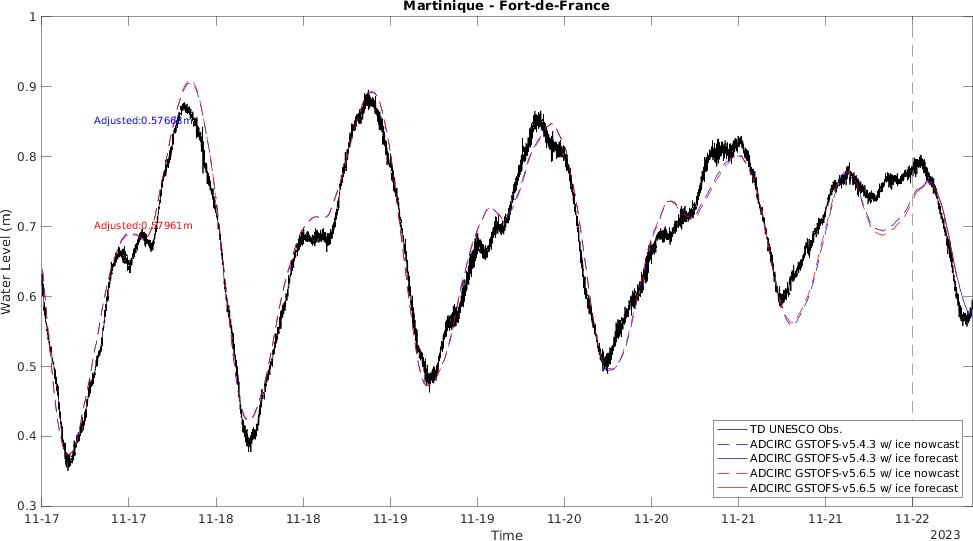 Martinique - Fort-de-France
1
0.9
0.8
0.7
0.6
0.5
0.4
0.3
Water Level (m)
Adjusted:0.57661m
Adjusted:0.57961m
TD UNESCO Obs.
ADCIRC GSTOFS-v5.4.3 w/ ice nowcast
ADCIRC GSTOFS-v5.4.3 w/ ice forecast
ADCIRC GSTOFS-v5.6.5 w/ ice nowcast
ADCIRC GSTOFS-v5.6.5 w/ ice forecast
11-17 11-17 11-18 11-18 11-19 11-19 11-20 11-20 11-21 11-21 11-22
Time
2023